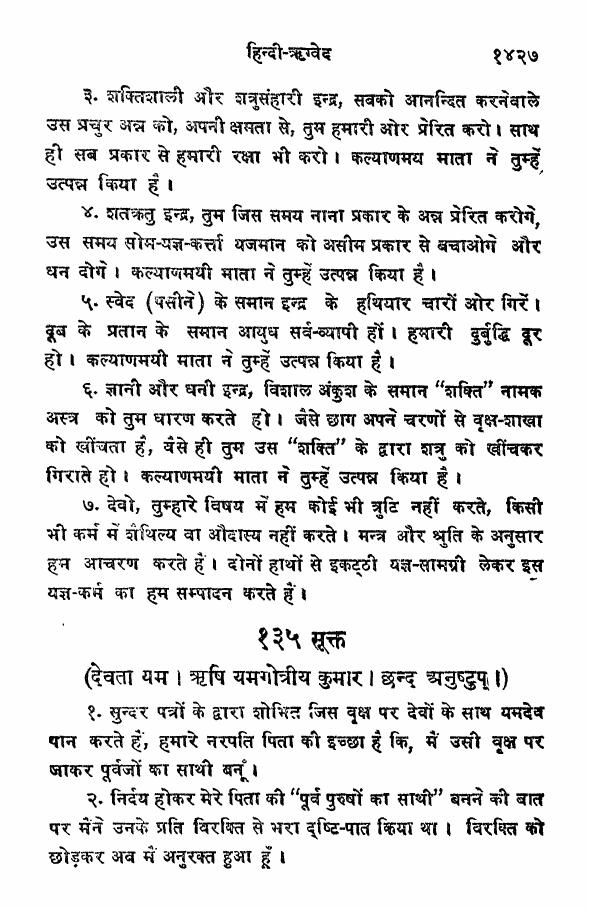 हिन्दी-ऋग्वेद १४२७
३. शक्तिशाली और शत्रुसंहारी इन्द्र, सबको आनन्दित करनेवाले
उस प्रचुर अन्न को, अपनी क्षमता से, तुम हमारी ओर प्रेरित करो। साथ
ही सब प्रकार से हमारी रक्षा भी करो। कल्याणमय माता ने तुम्हें
उत्पन्न किया है।
४. शतक्रतु इन्द्र, तुम जिस समय नाना प्रकार के अन्न प्रेरित करोगे,
उस समय सोम-यज्ञ-कर्त्ता यजमान को असीम प्रकार से बचाओगे और
धन दोगे। कल्याणमयी माता ने तुम्हें उत्पन्न किया है।
५. स्वेद (पसीने) के समान इन्द्र के हथियार चारों ओर गिरें।
दूब के प्रतान के समान आयुध सर्व-व्यापी हों। हमारी दुर्बुद्धि दूर
हो। कल्याणमयी माता ने तुम्हें उत्पन्न किया है।
६. ज्ञानी और धनी इन्द्र, विशाल अंकुश के समान “शक्ति” नामक
अस्त्र को तुम धारण करते हो। जैसे छाग अपने चरणों से वृक्ष-शाखा
को खींचता है, वैसे ही तुम उस “शक्ति” के द्वारा शत्रु को खींचकर
गिराते हो। कल्याणमयी माता ने तुम्हें उत्पन्न किया है।
७. देवो, तुम्हारे विषय में हम कोई भी त्रुटि नहीं करते, किसी
भी कर्म में शैथिल्य वा औदास्य नहीं करते। मन्त्र और श्रुति के अनुसार
हम आचरण करते हैं। दोनों हाथों से इकट्ठी यज्ञ-सामग्री लेकर इस
यज्ञ-कर्म का हम सम्पादन करते हैं।
१३५ सूक्त
(देवता यम। ऋषि यमगोत्रीय कुमार। छन्द अनुष्टुप्।)
१. सुन्दर पत्रों के द्वारा शोभित जिस वृक्ष पर देवों के साथ यमदेव
पान करते हैं, हमारे नरपति पिता की इच्छा है कि, मैं उसी वृक्ष पर
जाकर पूर्वजों का साथी बनूँ।
२. निर्दय होकर मेरे पिता की “पूर्व पुरुषों का साथी” बनने की बात
पर मैंने उनके प्रति विरक्ति से भरा दृष्टि-पात किया था। विरक्ति को
छोड़कर अब मैं अनुरक्त हुआ हूँ।